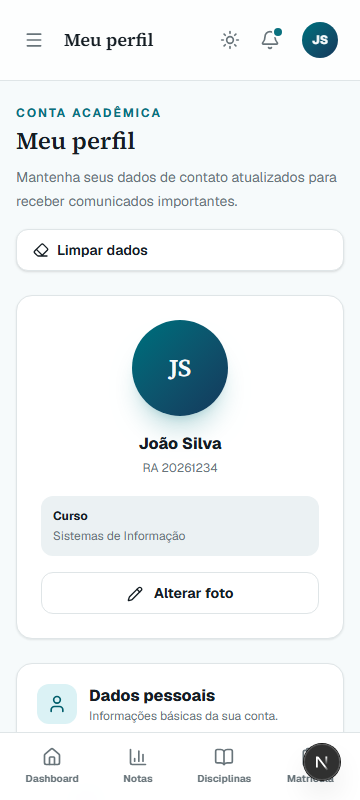 Meu perfil
JS
CONTA ACADÊMICA
Meu perfil
Mantenha seus dados de contato atualizados para
receber comunicados importantes.
Limpar dados
JS
João Silva
RA 20261234
Curso
Sistemas de Informação
Alterar foto
Dados pessoais
Informações básicas da sua conta.
Dashboard
Notas
Disciplinas
N